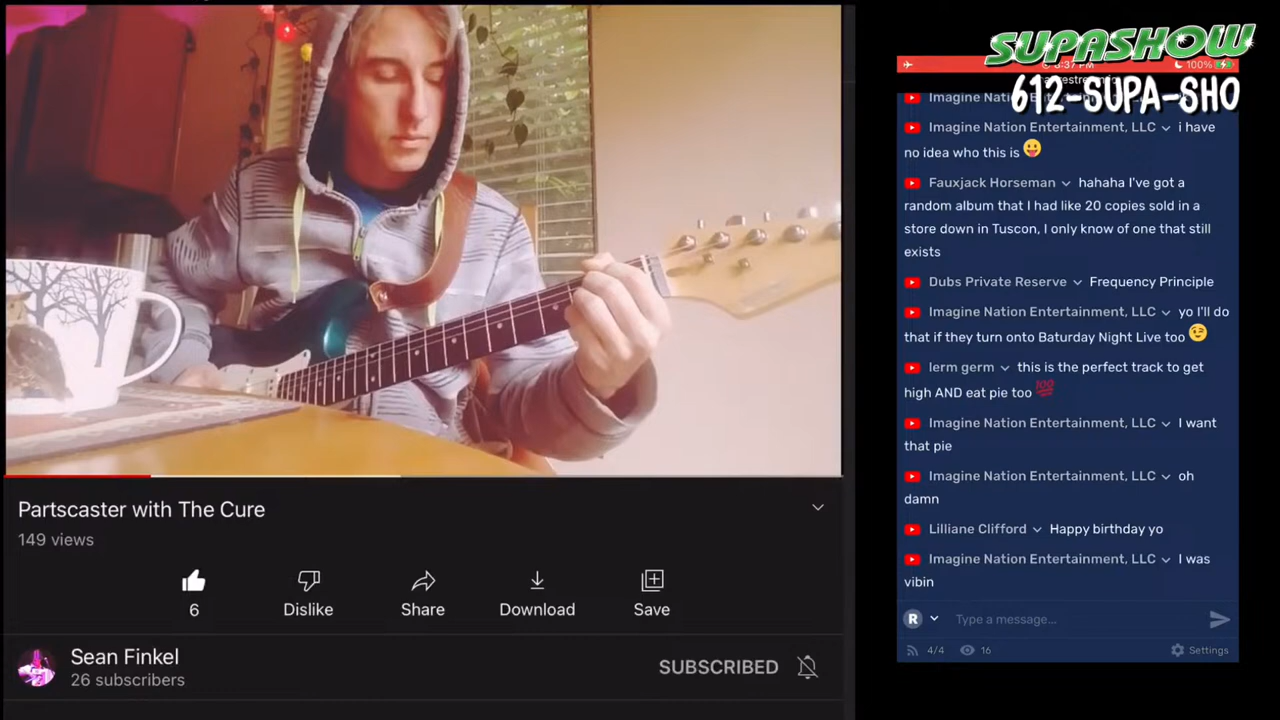 SUPASHOW
612-SUPA-SHO
8:37 PM
100%
Imagine Nation Entertainment, LLC i have
no idea who this is 😛
Fauxjack Horseman hahaha I've got a
random album that I had like 20 copies sold in a
store down in Tuscon, I only know of one that still
exists
Dubs Private Reserve Frequency Principle
Imagine Nation Entertainment, LLC yo I'll do
that if they turn onto Baturday Night Live too 😉
lerm germ this is the perfect track to get
high AND eat pie too 💯
Imagine Nation Entertainment, LLC I want
that pie
Imagine Nation Entertainment, LLC oh
damn
Lilliane Clifford Happy birthday yo
Imagine Nation Entertainment, LLC I was
vibin
R Type a message...
4/4 16 Settings
Partscaster with The Cure
149 views
6 Dislike Share Download Save
Sean Finkel
26 subscribers
SUBSCRIBED